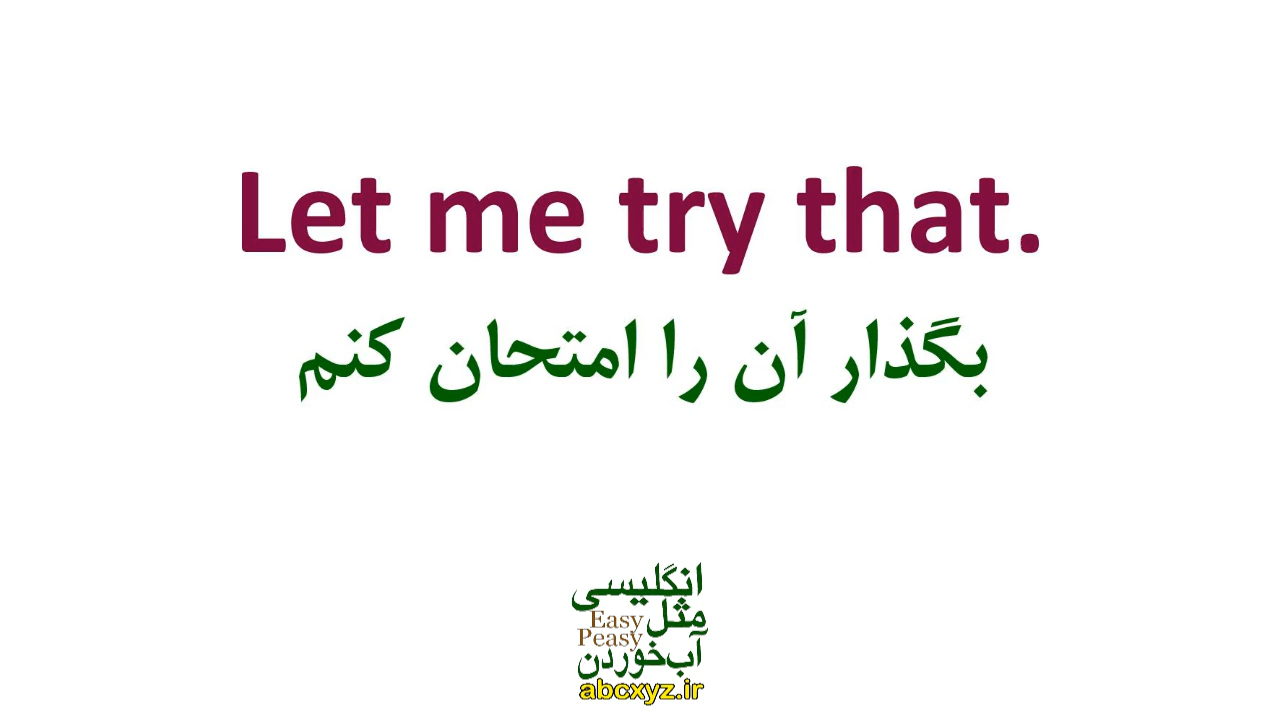 Let me try that.
بگذار آن را امتحان کنم
انگلیسی
مثل
Easy
Peasy
آب‌خوردن
abcxyz.ir